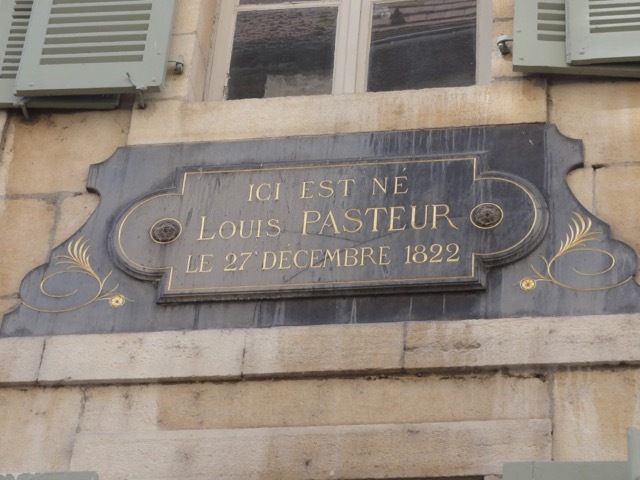 ICI EST NÉ
LOUIS PASTEUR
LE 27 DÉCEMBRE 1822